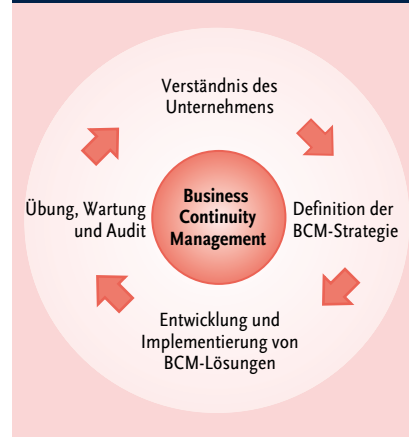 Verständnis des
Unternehmens
Übung, Wartung
und Audit
Business
Continuity
Management
Definition der
BCM-Strategie
Entwicklung und
Implementierung von
BCM-Lösungen